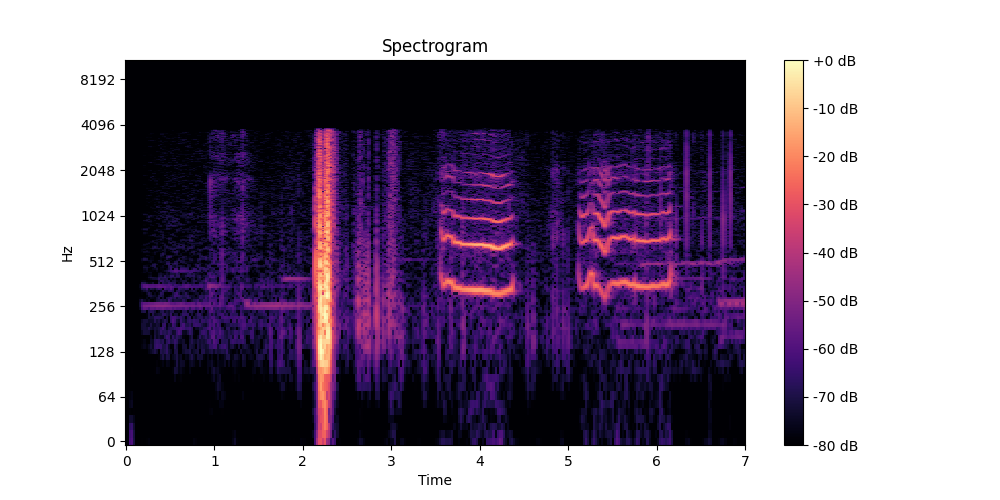 Spectrogram
Hz
8192
4096
2048
1024
512
256
128
64
0
0 1 2 3 4 5 6 7
Time
+0 dB
-10 dB
-20 dB
-30 dB
-40 dB
-50 dB
-60 dB
-70 dB
-80 dB